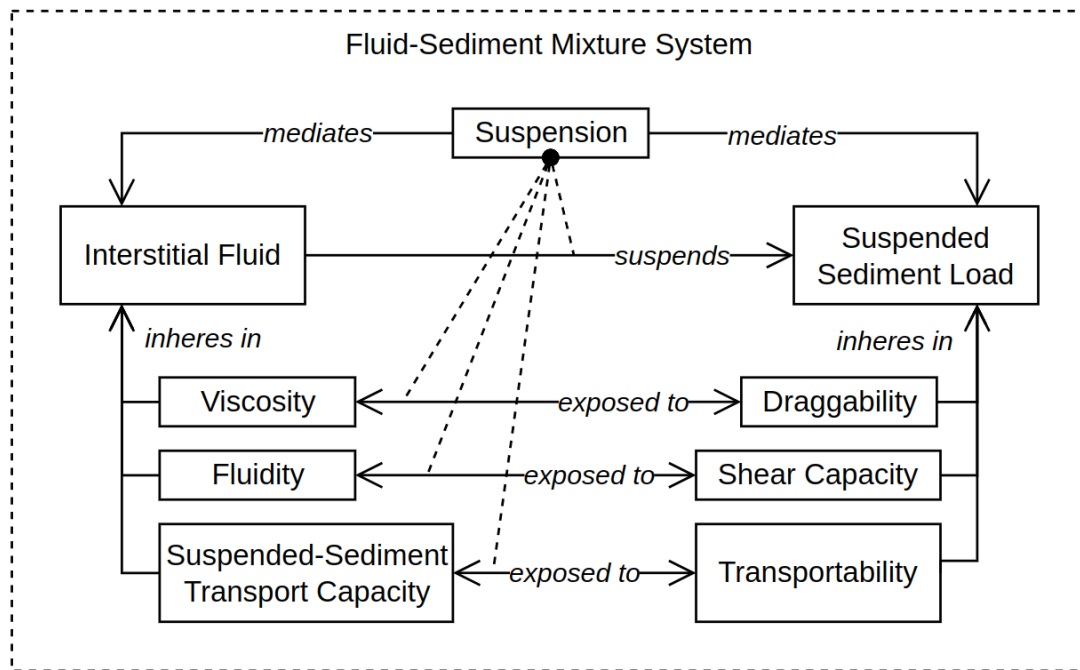 Fluid-Sediment Mixture System
mediates
Suspension
mediates
Interstitial Fluid
suspends
Suspended
Sediment Load
inheres in
inheres in
Viscosity
exposed to
Draggability
Fluidity
exposed to
Shear Capacity
Suspended-Sediment
Transport Capacity
exposed to
Transportability